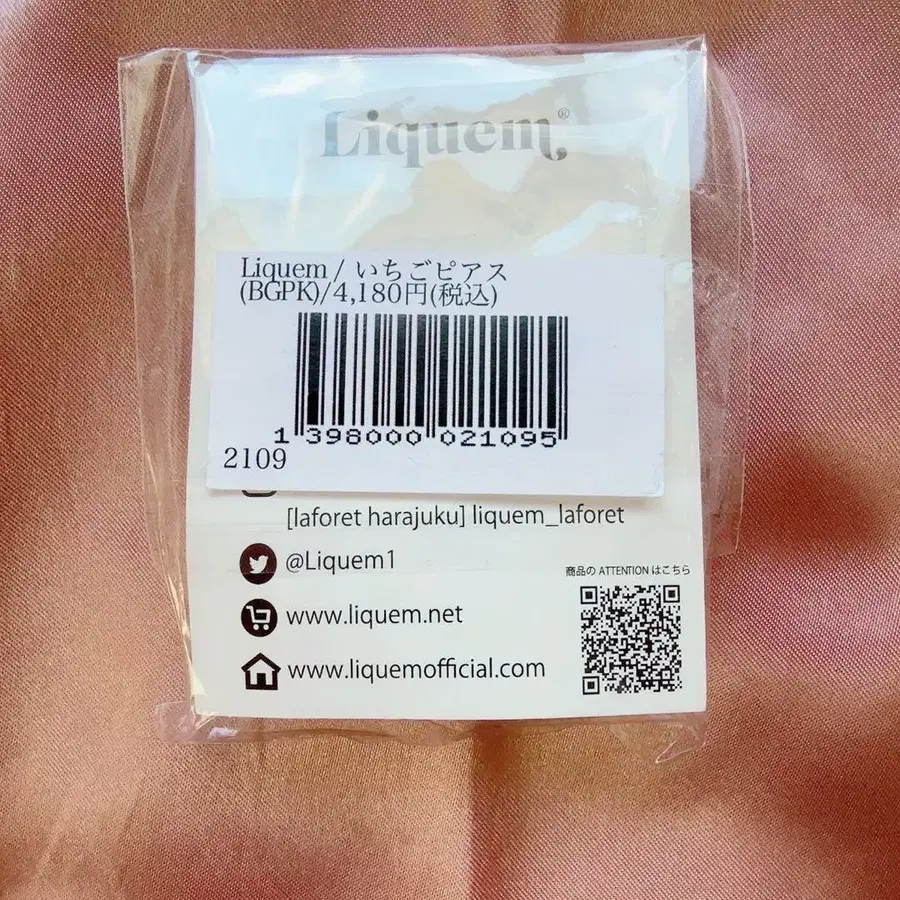 Liquem®
Liquem / いちごピアス
(BGPK)/4,180円(税込)
1 398000 021095
2109
[laforet harajuku] liquem_laforet
@Liquem1
商品の ATTENTION はこちら
www.liquem.net
www.liquemofficial.com